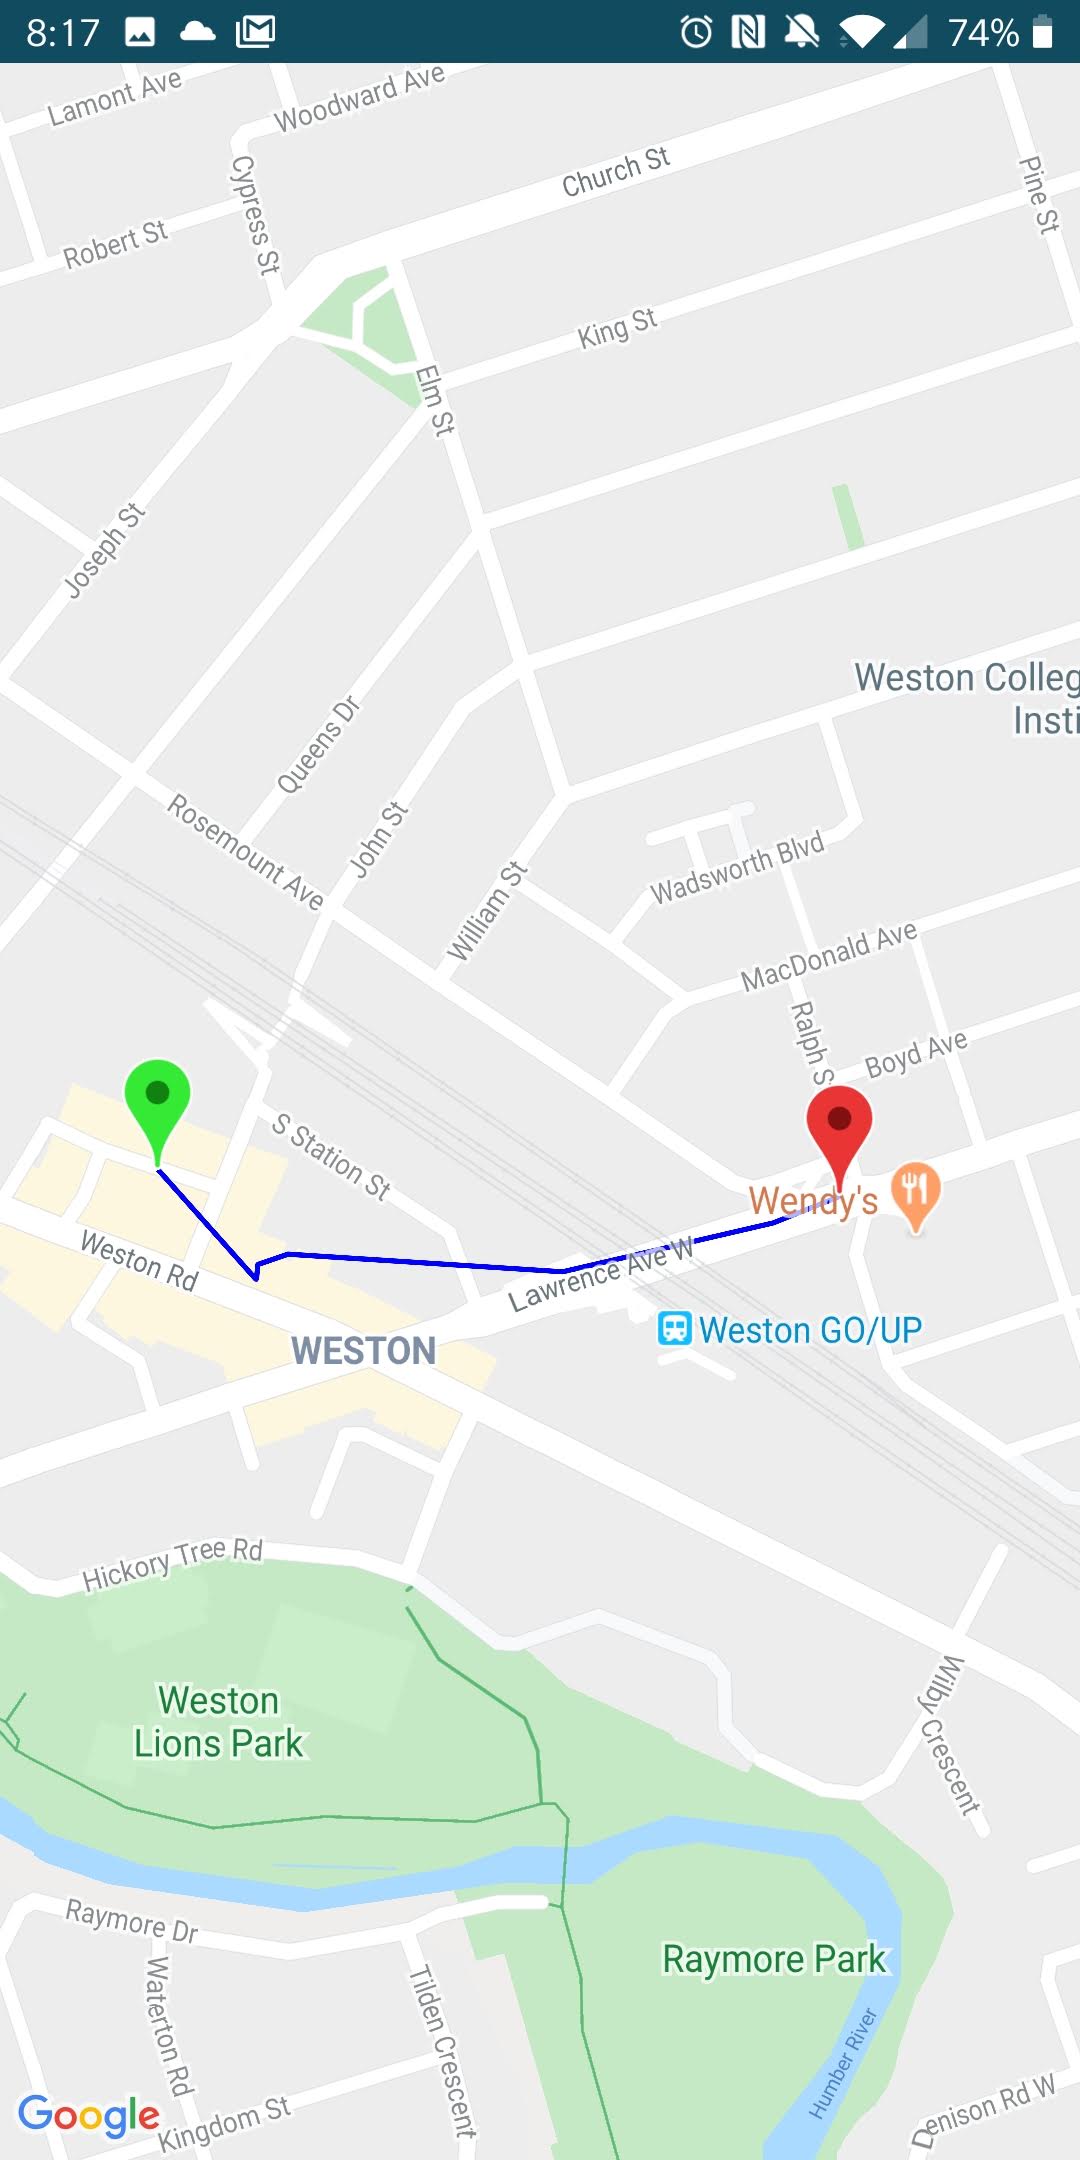 8:17
74%
Lamont Ave
Woodward Ave
Church St
Cypress St
Pine St
Robert St
King St
Elm St
Joseph St
Weston Colleg
Insti
Queens Dr
Rosemount Ave
John St
Wadsworth Blvd
William St
MacDonald Ave
Ralph S
Boyd Ave
S Station St
Wendy's
Weston Rd
Lawrence Ave W
Weston GO/UP
WESTON
Hickory Tree Rd
Weston
Lions Park
Wilby Crescent
Raymore Dr
Raymore Park
Waterton Rd
Tilden Crescent
Humber River
Denison Rd W
Google
Kingdom St